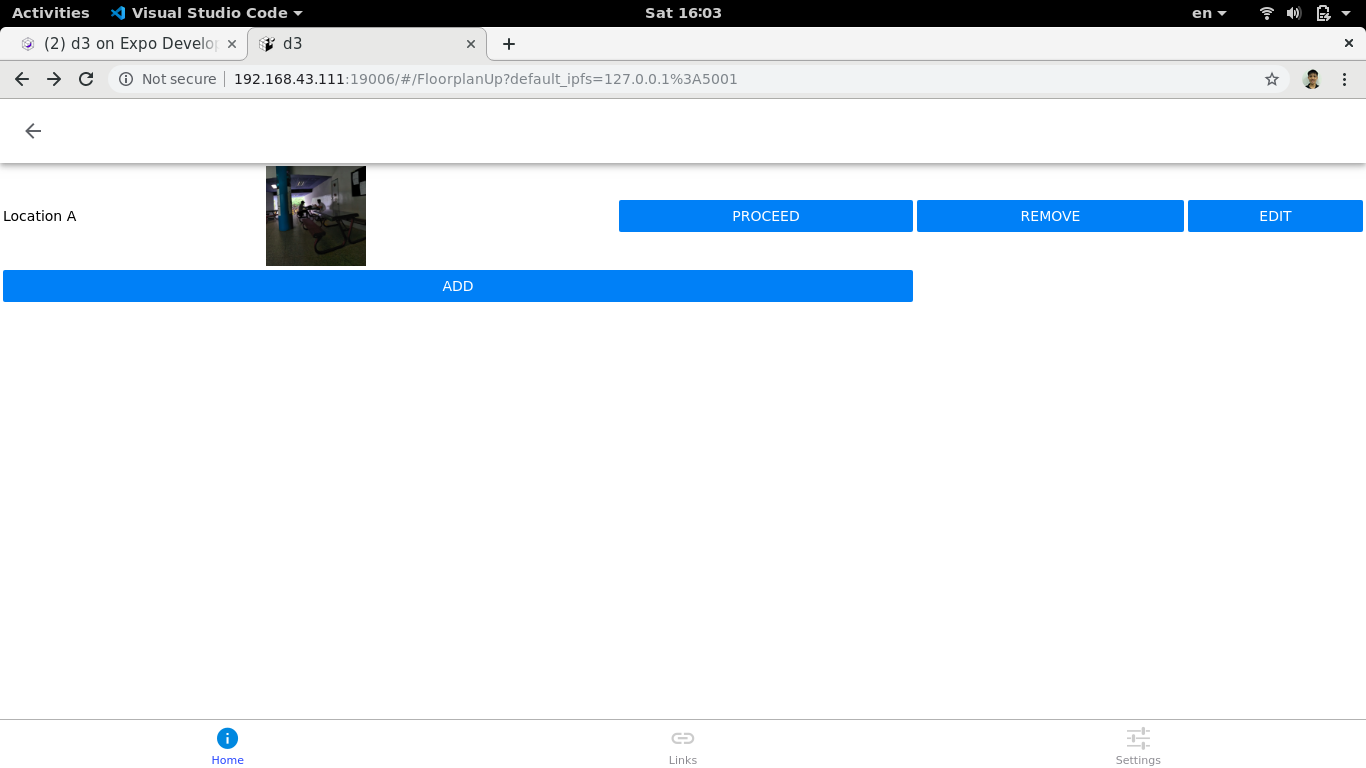 Activities Visual Studio Code Sat 16:03 en
(2) d3 on Expo Develo d3
Not secure 192.168.43.111:19006/#/FloorplanUp?default_ipfs=127.0.0.1%3A5001
Location A PROCEED REMOVE EDIT
ADD
Home Links Settings